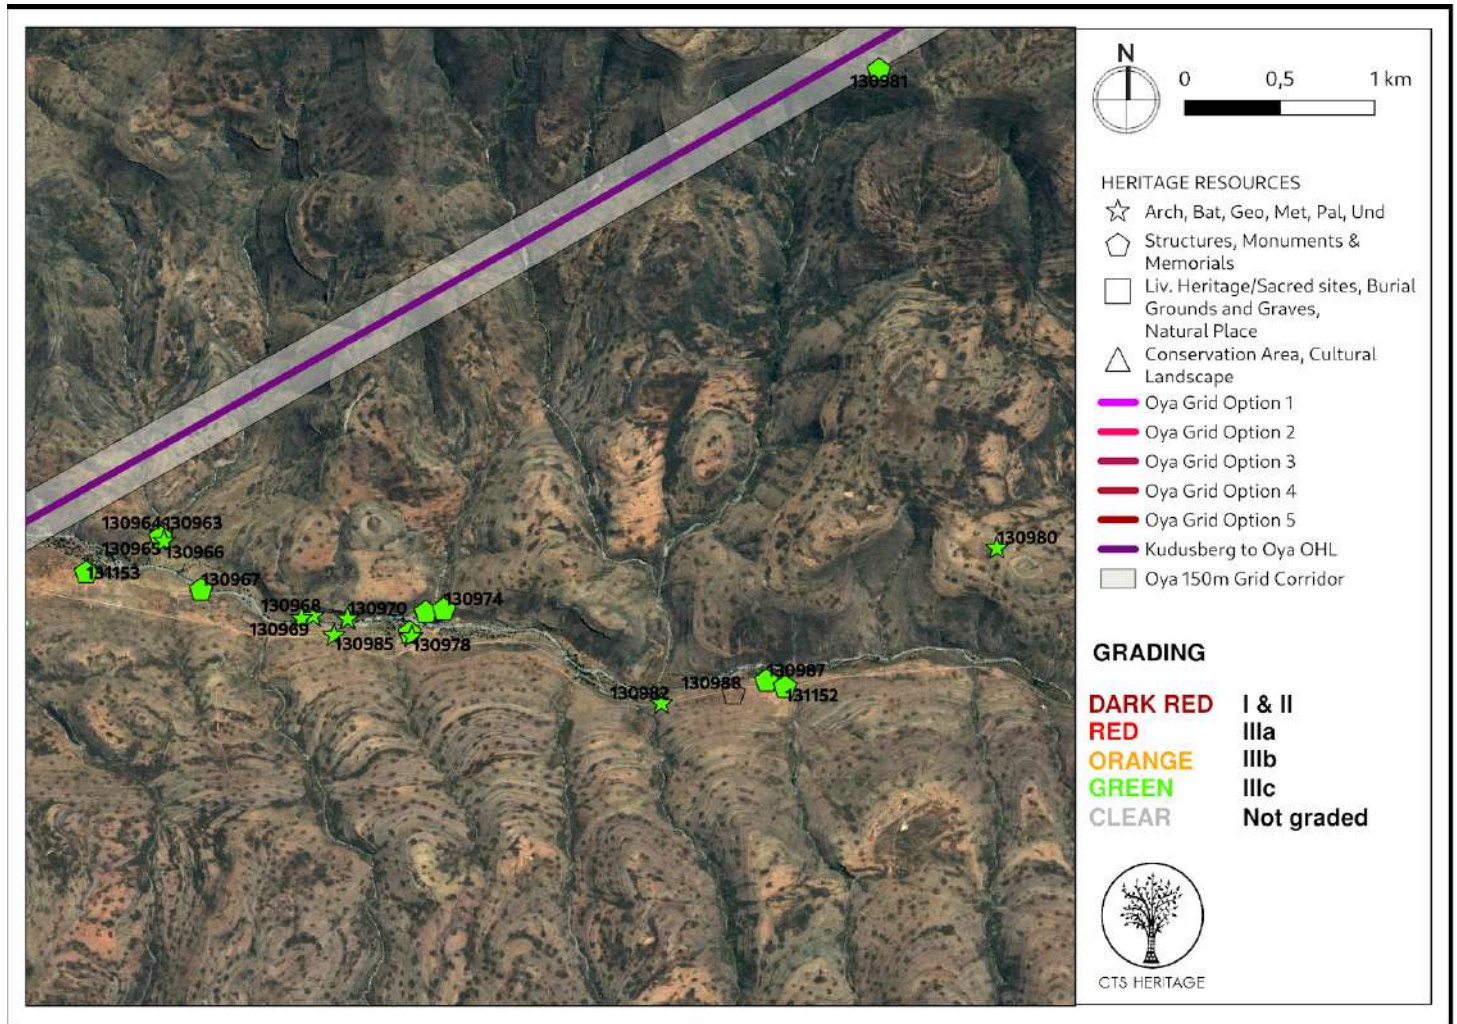 130981
130964 130963
130965 130966
131153
130967
130968
130969
130970
130985
130974
130978
130980
130982
130988
130987
131152
N
0 0,5 1 km
HERITAGE RESOURCES
Arch, Bat, Geo, Met, Pal, Und
Structures, Monuments &
Memorials
Liv. Heritage/Sacred sites, Burial
Grounds and Graves,
Natural Place
Conservation Area, Cultural
Landscape
Oya Grid Option 1
Oya Grid Option 2
Oya Grid Option 3
Oya Grid Option 4
Oya Grid Option 5
Kudusberg to Oya OHL
Oya 150m Grid Corridor
GRADING
DARK RED I & II
RED IIIa
ORANGE IIIb
GREEN IIIc
CLEAR Not graded
CTS HERITAGE